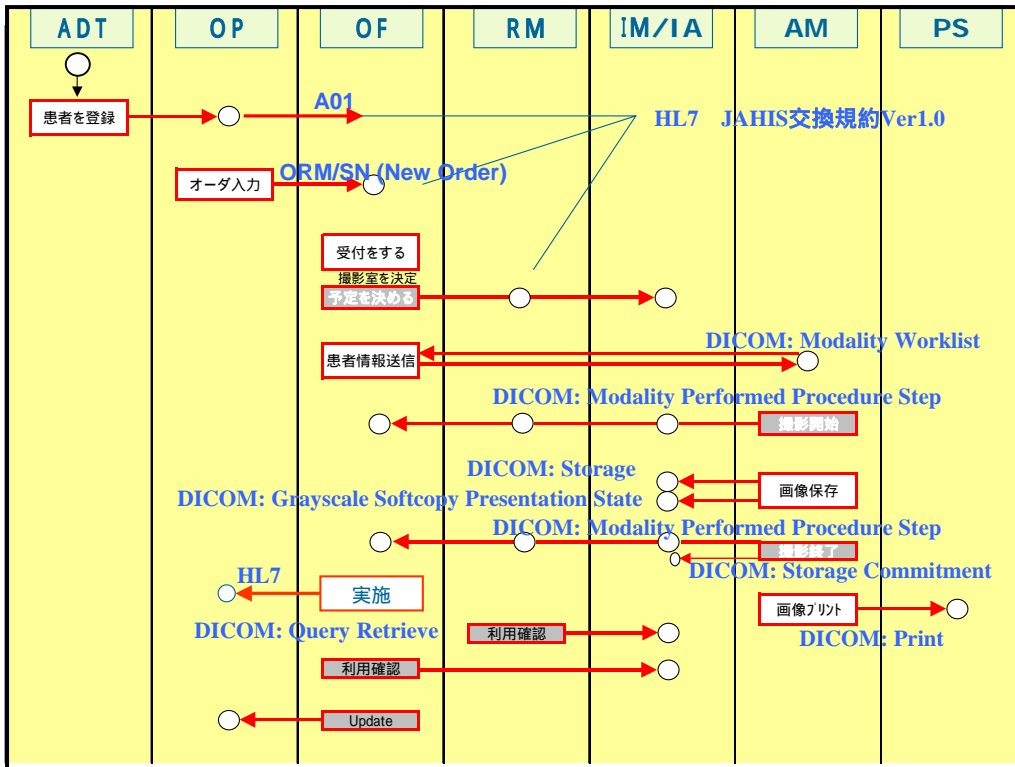 ADT OP OF RM IM/IA AM PS
患者を登録
A01
HL7 JAHIS交換規約Ver1.0
オーダ入力
ORM/SN (New Order)
受付をする
撮影室を決定
予定を決める
DICOM: Modality Worklist
患者情報送信
DICOM: Modality Performed Procedure Step
撮影開始
DICOM: Storage
画像保存
DICOM: Grayscale Softcopy Presentation State
DICOM: Modality Performed Procedure Step
撮影終了
DICOM: Storage Commitment
HL7
実施
画像プリント
DICOM: Query Retrieve
利用確認
DICOM: Print
利用確認
Update